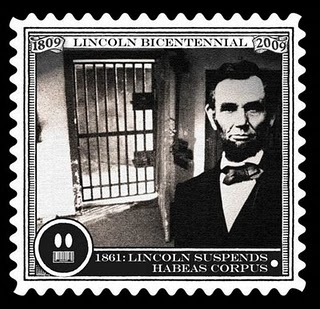 1809 LINCOLN BICENTENNIAL 2009
1861: LINCOLN SUSPENDS
HABEAS CORPUS